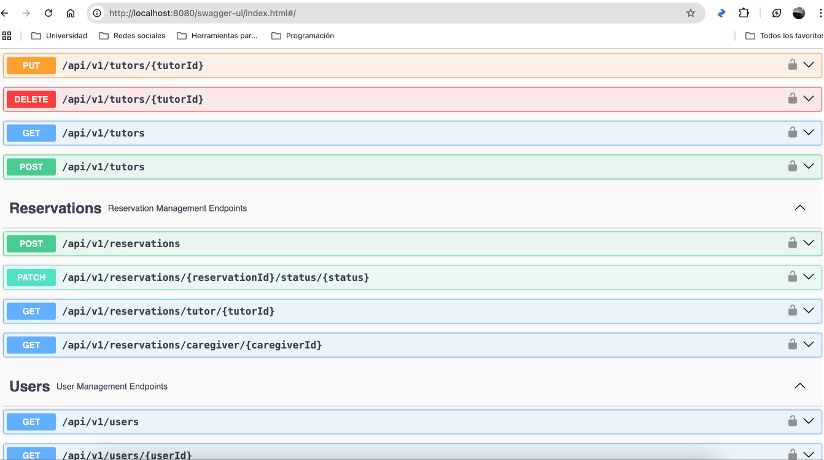 http://localhost:8080/swagger-ui/index.html#/
Universidad Redes sociales Herramientas par... Programación Todos los favoritos
PUT /api/v1/tutors/{tutorId}
DELETE /api/v1/tutors/{tutorId}
GET /api/v1/tutors
POST /api/v1/tutors
Reservations Reservation Management Endpoints
POST /api/v1/reservations
PATCH /api/v1/reservations/{reservationId}/status/{status}
GET /api/v1/reservations/tutor/{tutorId}
GET /api/v1/reservations/caregiver/{caregiverId}
Users User Management Endpoints
GET /api/v1/users
GET /api/v1/users/{userId}